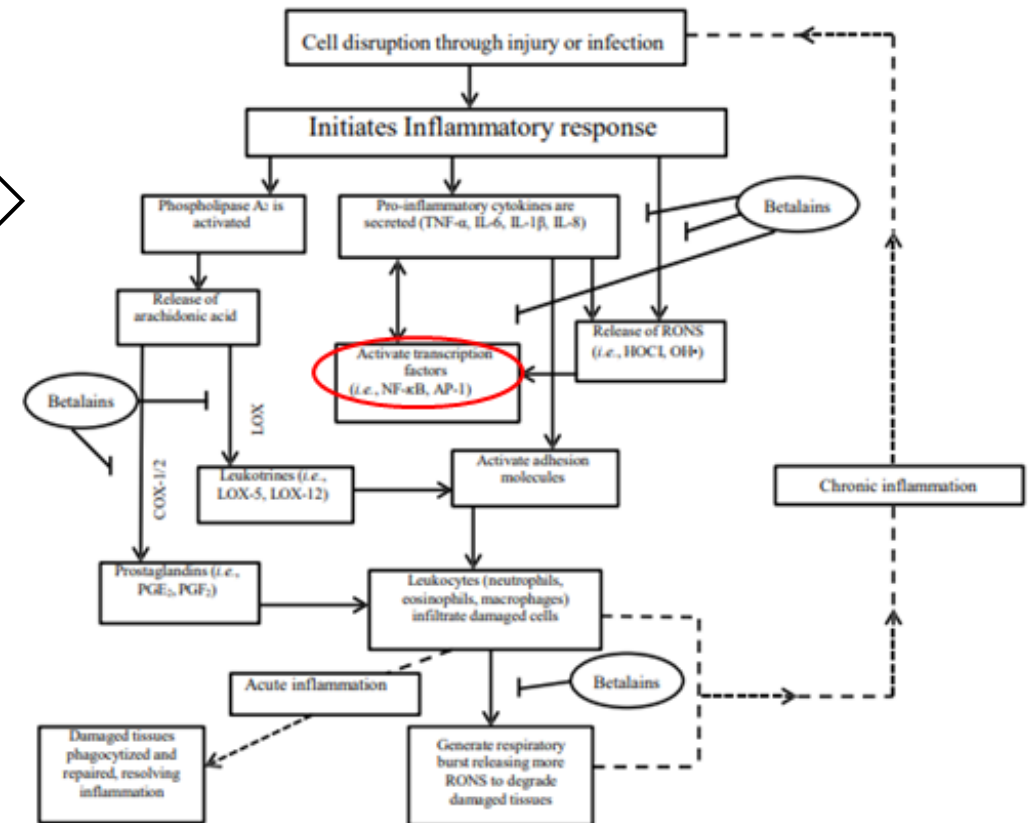 Cell disruption through injury or infection
Initiates Inflammatory response
Phospholipase A₂ is
activated
Pro-inflammatory cytokines are
secreted (TNF-α, IL-6, IL-1β, IL-8)
Betalains
Release of
arachidonic acid
Release of RONS
(i.e., HOCl, OH•)
Activate transcription
factors
(i.e., NF-κB, AP-1)
Betalains
LOX
COX-1/2
Leukotrines (i.e.,
LOX-5, LOX-12)
Activate adhesion
molecules
Chronic inflammation
Prostaglandins (i.e.,
PGE₂, PGF₂)
Leukocytes (neutrophils,
eosinophils, macrophages)
infiltrate damaged cells
Acute inflammation
Betalains
Damaged tissues
phagocytized and
repaired, resolving
inflammation
Generate respiratory
burst releasing more
RONS to degrade
damaged tissues